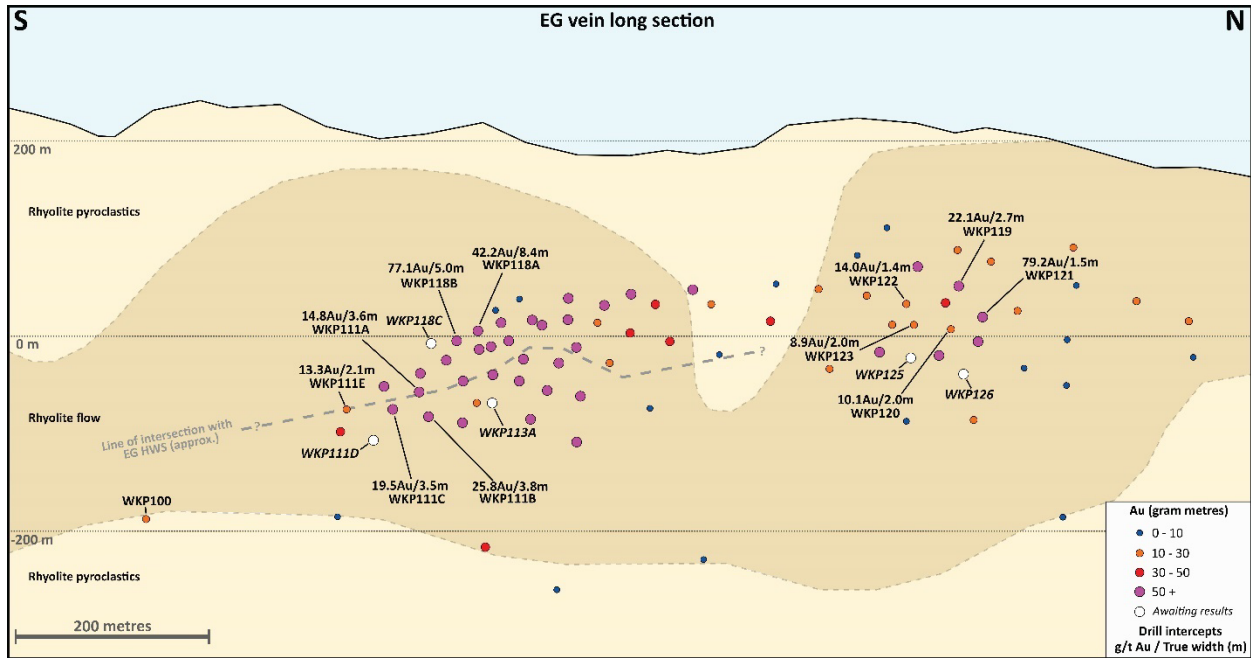 S
EG vein long section
N
200 m
Rhyolite pyroclastics
22.1Au/2.7m
WKP119
42.2Au/8.4m
WKP118A
77.1Au/5.0m
WKP118B
14.0Au/1.4m
WKP122
79.2Au/1.5m
WKP121
14.8Au/3.6m
WKP111A
WKP118C
0 m
8.9Au/2.0m
WKP123
13.3Au/2.1m
WKP111E
WKP125
WKP126
10.1Au/2.0m
WKP120
?
Rhyolite flow
Line of intersection with
EG HWS (approx.)
?
WKP113A
WKP111D
19.5Au/3.5m
WKP111C
25.8Au/3.8m
WKP111B
WKP100
-200 m
Rhyolite pyroclastics
200 metres
Au (gram metres)
0 - 10
10 - 30
30 - 50
50 +
Awaiting results
Drill intercepts
g/t Au / True width (m)